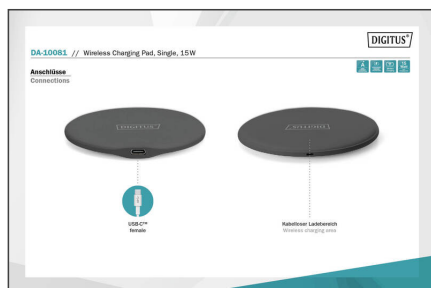 DIGITUS®
DA-10081 // Wireless Charging Pad, Single, 15W
Anschlüsse
Connections
DIGITUS
DIGITUS
USB-C™
female
Kabelloser Ladebereich
Wireless charging area